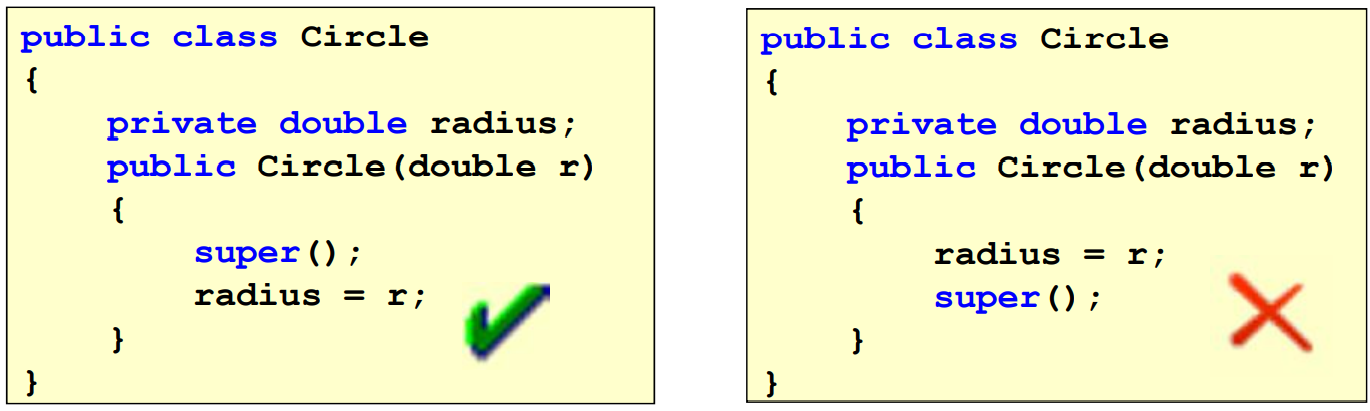 public class Circle
{
private double radius;
public Circle(double r)
{
super();
radius = r;
}
}
public class Circle
{
private double radius;
public Circle(double r)
{
radius = r;
super();
}
}